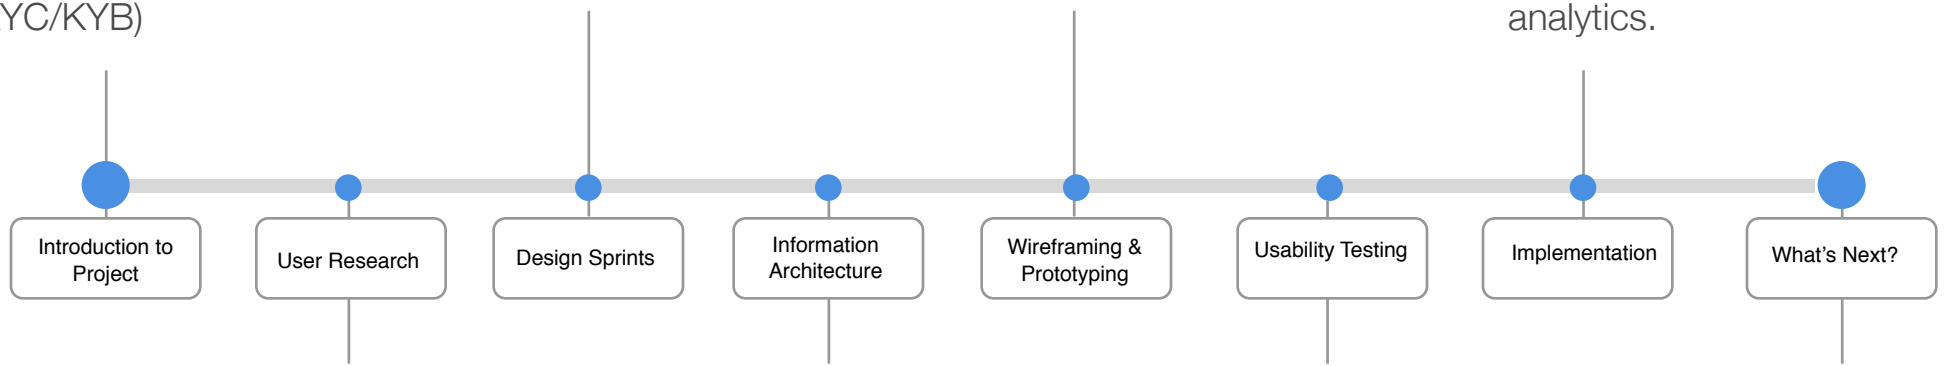 YC/KYB)
analytics.
Introduction to
Project
User Research
Design Sprints
Information
Architecture
Wireframing &
Prototyping
Usability Testing
Implementation
What's Next?